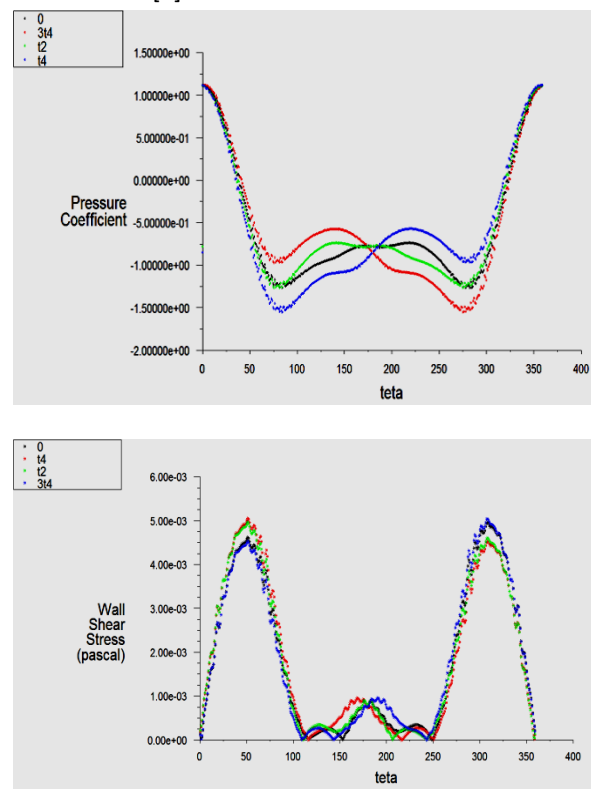 [ ]
0
3t4
t2
t4
1.50000e+00
1.00000e+00
5.00000e-01
0.00000e+00
-5.00000e-01
-1.00000e+00
-1.50000e+00
-2.00000e+00
Pressure
Coefficient
0 50 100 150 200 250 300 350 400
teta
0
t4
t2
3t4
6.00e-03
5.00e-03
4.00e-03
3.00e-03
2.00e-03
1.00e-03
0.00e+00
Wall
Shear
Stress
(pascal)
0 50 100 150 200 250 300 350 400
teta